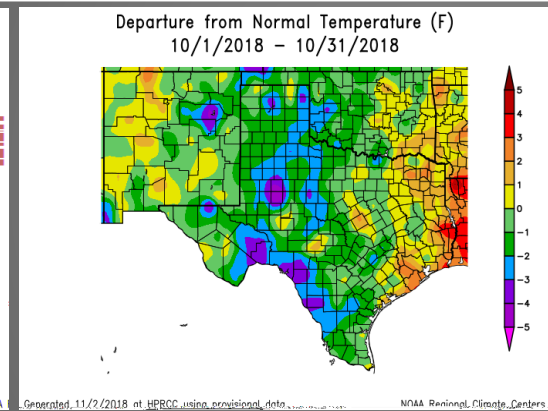 Departure from Normal Temperature (F)
10/1/2018 – 10/31/2018
5
4
3
2
1
0
−1
−2
−3
−4
−5
Generated 11/2/2018 at HPRCC using provisional data.
NOAA Regional Climate Centers